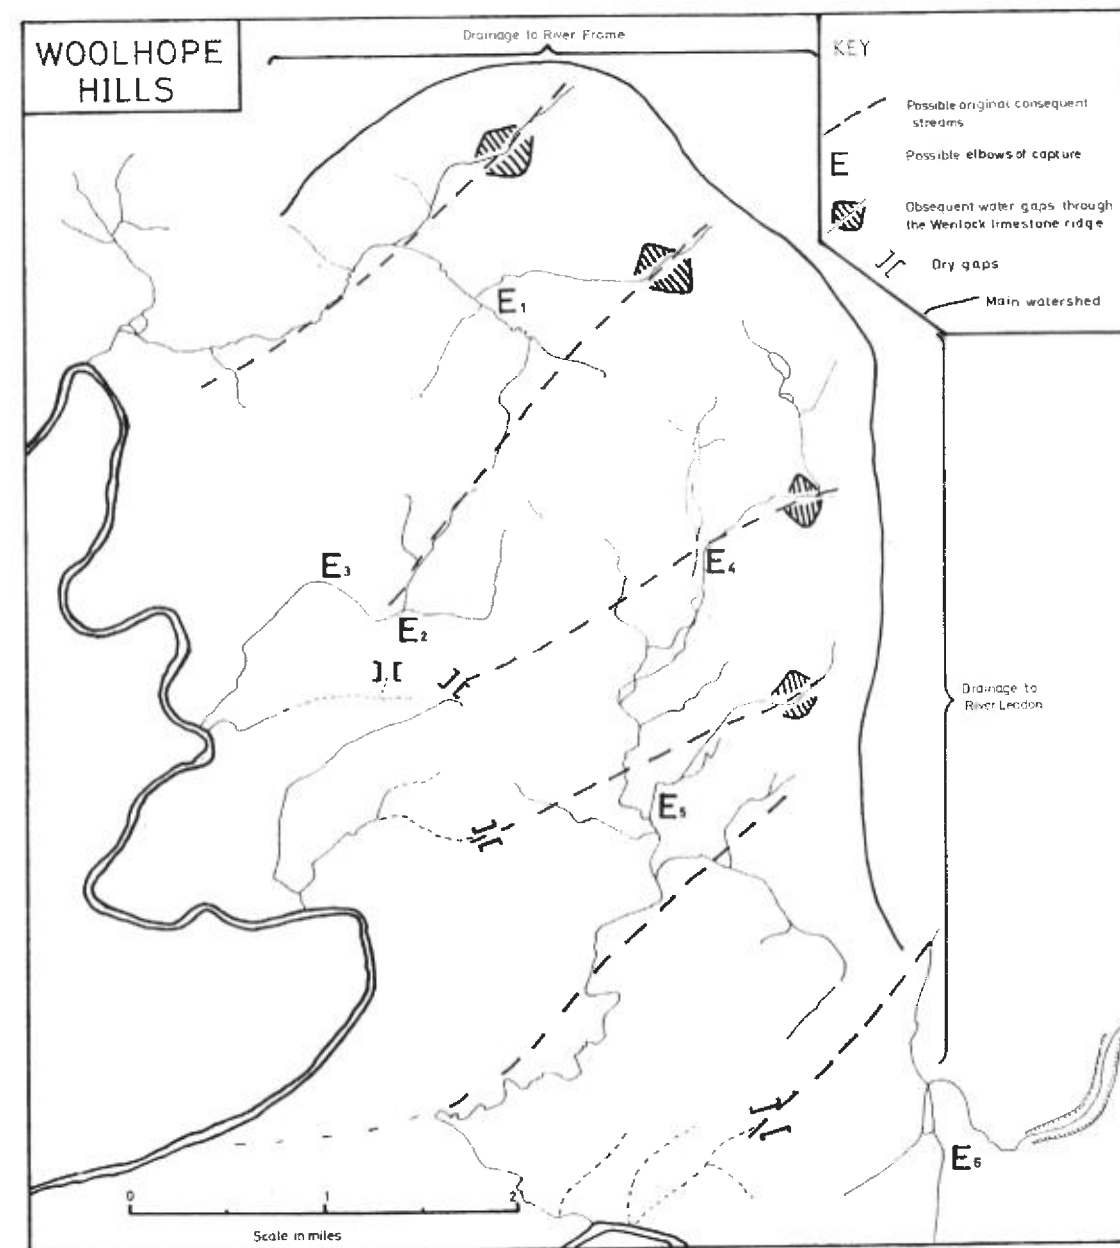 WOOLHOPE
HILLS
Drainage to River Frome
KEY
Possible original consequent
streams
E
Possible elbows of capture
Obsequent water gaps through
the Wenlock limestone ridge
Dry gaps
Main watershed
E1
E3
E4
E2
Drainage to
River Leadon
E5
E6
0 1 2
Scale in miles